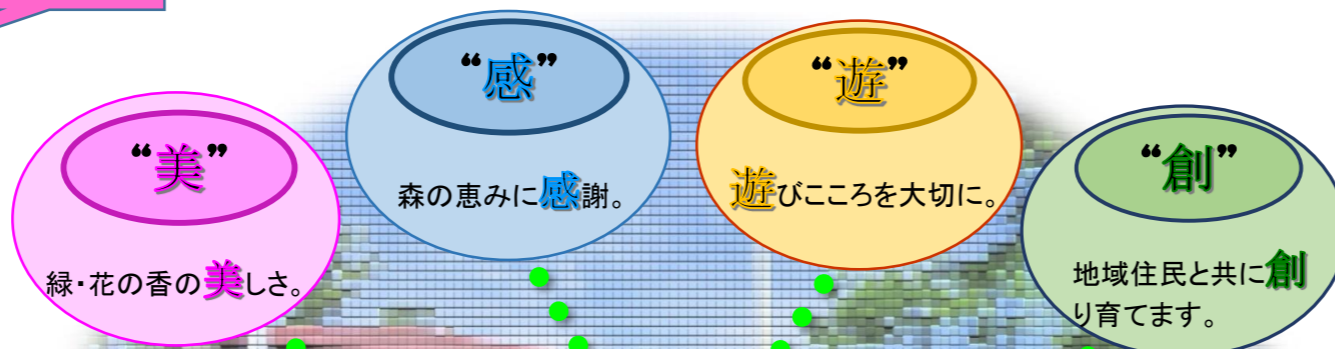 “美”
緑・花の香の美しさ。
“感”
森の恵みに感謝。
“遊”
遊びこころを大切に。
“創”
地域住民と共に創
り育てます。